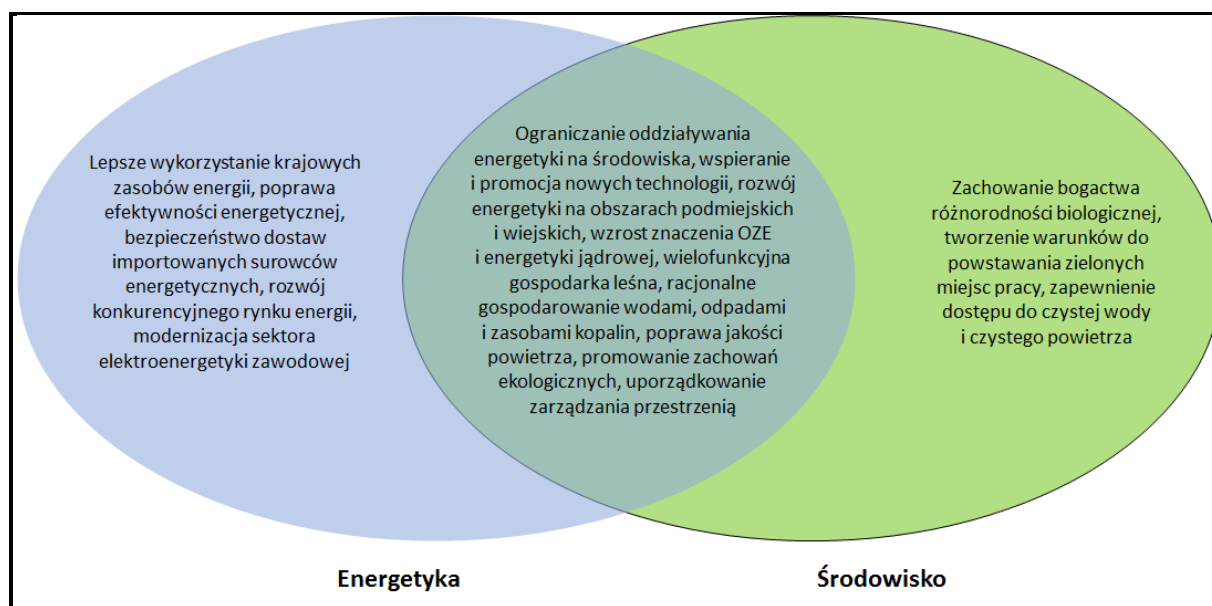 Lepsze wykorzystanie krajowych
zasobów energii, poprawa
efektywności energetycznej,
bezpieczeństwo dostaw
importowanych surowców
energetycznych, rozwój
konkurencyjnego rynku energii,
modernizacja sektora
elektroenergetyki zawodowej
Ograniczanie oddziaływania
energetyki na środowiska, wspieranie
i promocja nowych technologii, rozwój
energetyki na obszarach podmiejskich
i wiejskich, wzrost znaczenia OZE
i energetyki jądrowej, wielofunkcyjna
gospodarka leśna, racjonalne
gospodarowanie wodami, odpadami
i zasobami kopalin, poprawa jakości
powietrza, promowanie zachowań
ekologicznych, uporządkowanie
zarządzania przestrzenią
Zachowanie bogactwa
różnorodności biologicznej,
tworzenie warunków do
powstawania zielonych
miejsc pracy, zapewnienie
dostępu do czystej wody
i czystego powietrza
Energetyka
Środowisko